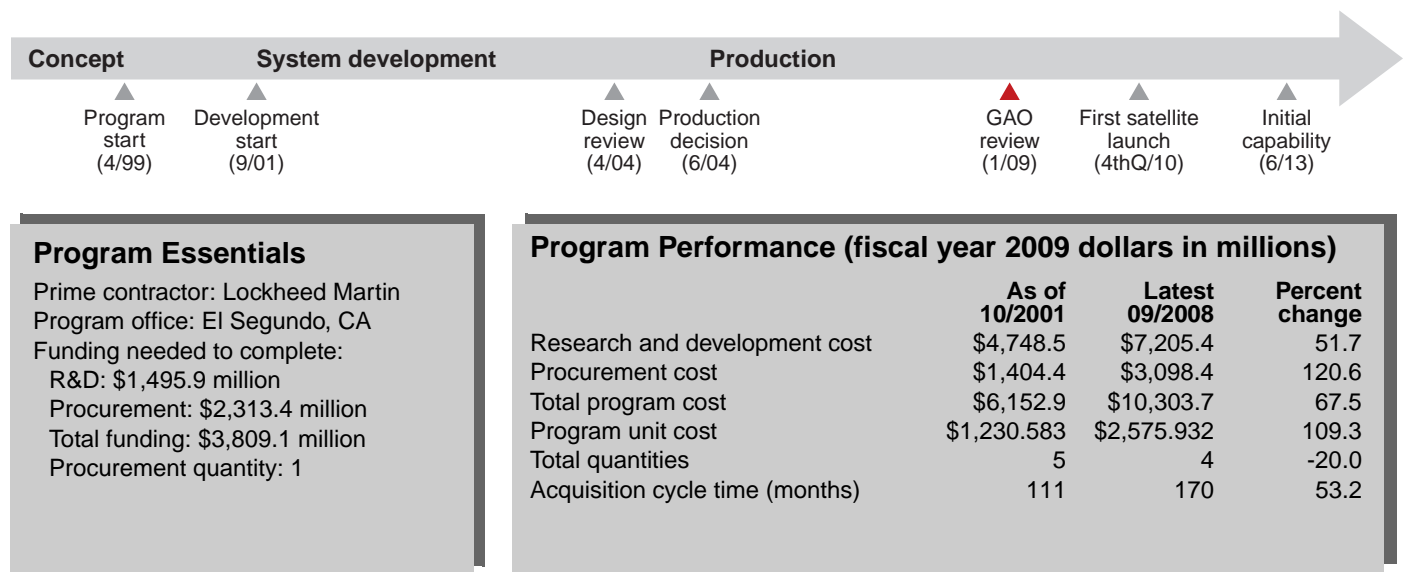 Concept System development Production
Program start (4/99)
Development start (9/01)
Design review (4/04)
Production decision (6/04)
GAO review (1/09)
First satellite launch (4thQ/10)
Initial capability (6/13)
Program Essentials
Prime contractor: Lockheed Martin
Program office: El Segundo, CA
Funding needed to complete:
R&D: $1,495.9 million
Procurement: $2,313.4 million
Total funding: $3,809.1 million
Procurement quantity: 1
Program Performance (fiscal year 2009 dollars in millions)
As of 10/2001 Latest 09/2008 Percent change
Research and development cost $4,748.5 $7,205.4 51.7
Procurement cost $1,404.4 $3,098.4 120.6
Total program cost $6,152.9 $10,303.7 67.5
Program unit cost $1,230.583 $2,575.932 109.3
Total quantities 5 4 -20.0
Acquisition cycle time (months) 111 170 53.2